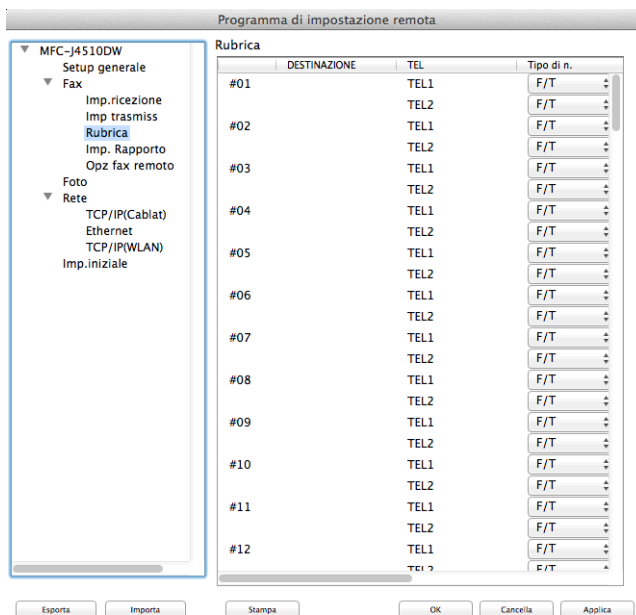 Programma di impostazione remota
MFC-J4510DW
Setup generale
Fax
Imp.ricezione
Imp trasmiss
Rubrica
Imp. Rapporto
Opz fax remoto
Foto
Rete
TCP/IP(Cablat)
Ethernet
TCP/IP(WLAN)
Imp.iniziale
Rubrica
DESTINAZIONE TEL Tipo di n.
#01 TEL1 F/T
TEL2 F/T
#02 TEL1 F/T
TEL2 F/T
#03 TEL1 F/T
TEL2 F/T
#04 TEL1 F/T
TEL2 F/T
#05 TEL1 F/T
TEL2 F/T
#06 TEL1 F/T
TEL2 F/T
#07 TEL1 F/T
TEL2 F/T
#08 TEL1 F/T
TEL2 F/T
#09 TEL1 F/T
TEL2 F/T
#10 TEL1 F/T
TEL2 F/T
#11 TEL1 F/T
TEL2 F/T
#12 TEL1 F/T
TEL2 F/T
Esporta Importa Stampa OK Cancella Applica